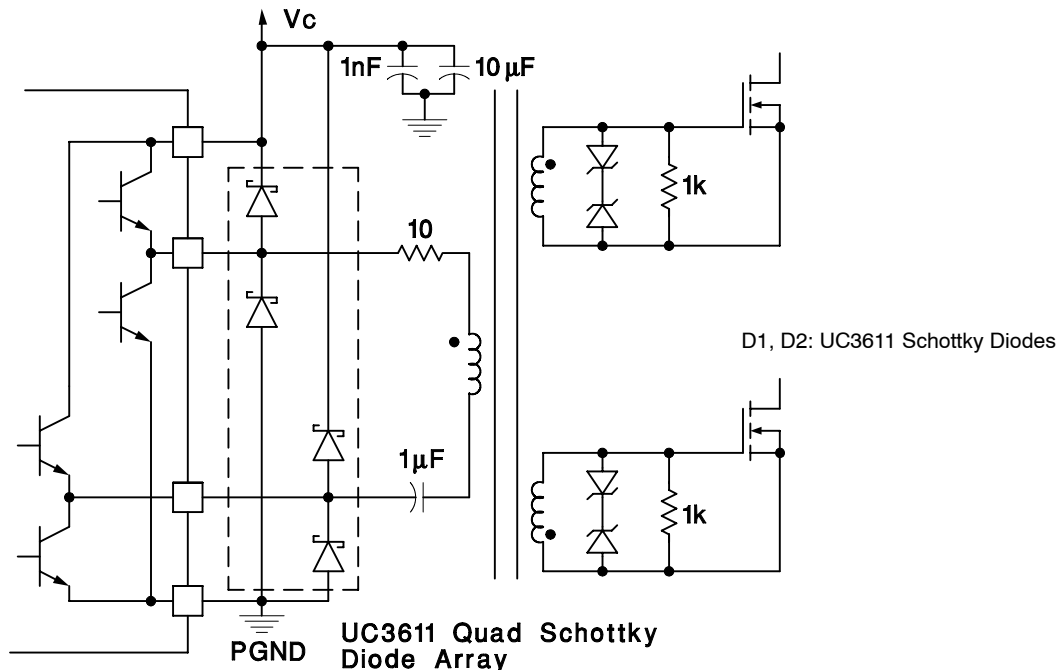 Vc
1nF
10 µF
1k
10
D1, D2: UC3611 Schottky Diodes
1µF
1k
PGND
UC3611 Quad Schottky
Diode Array